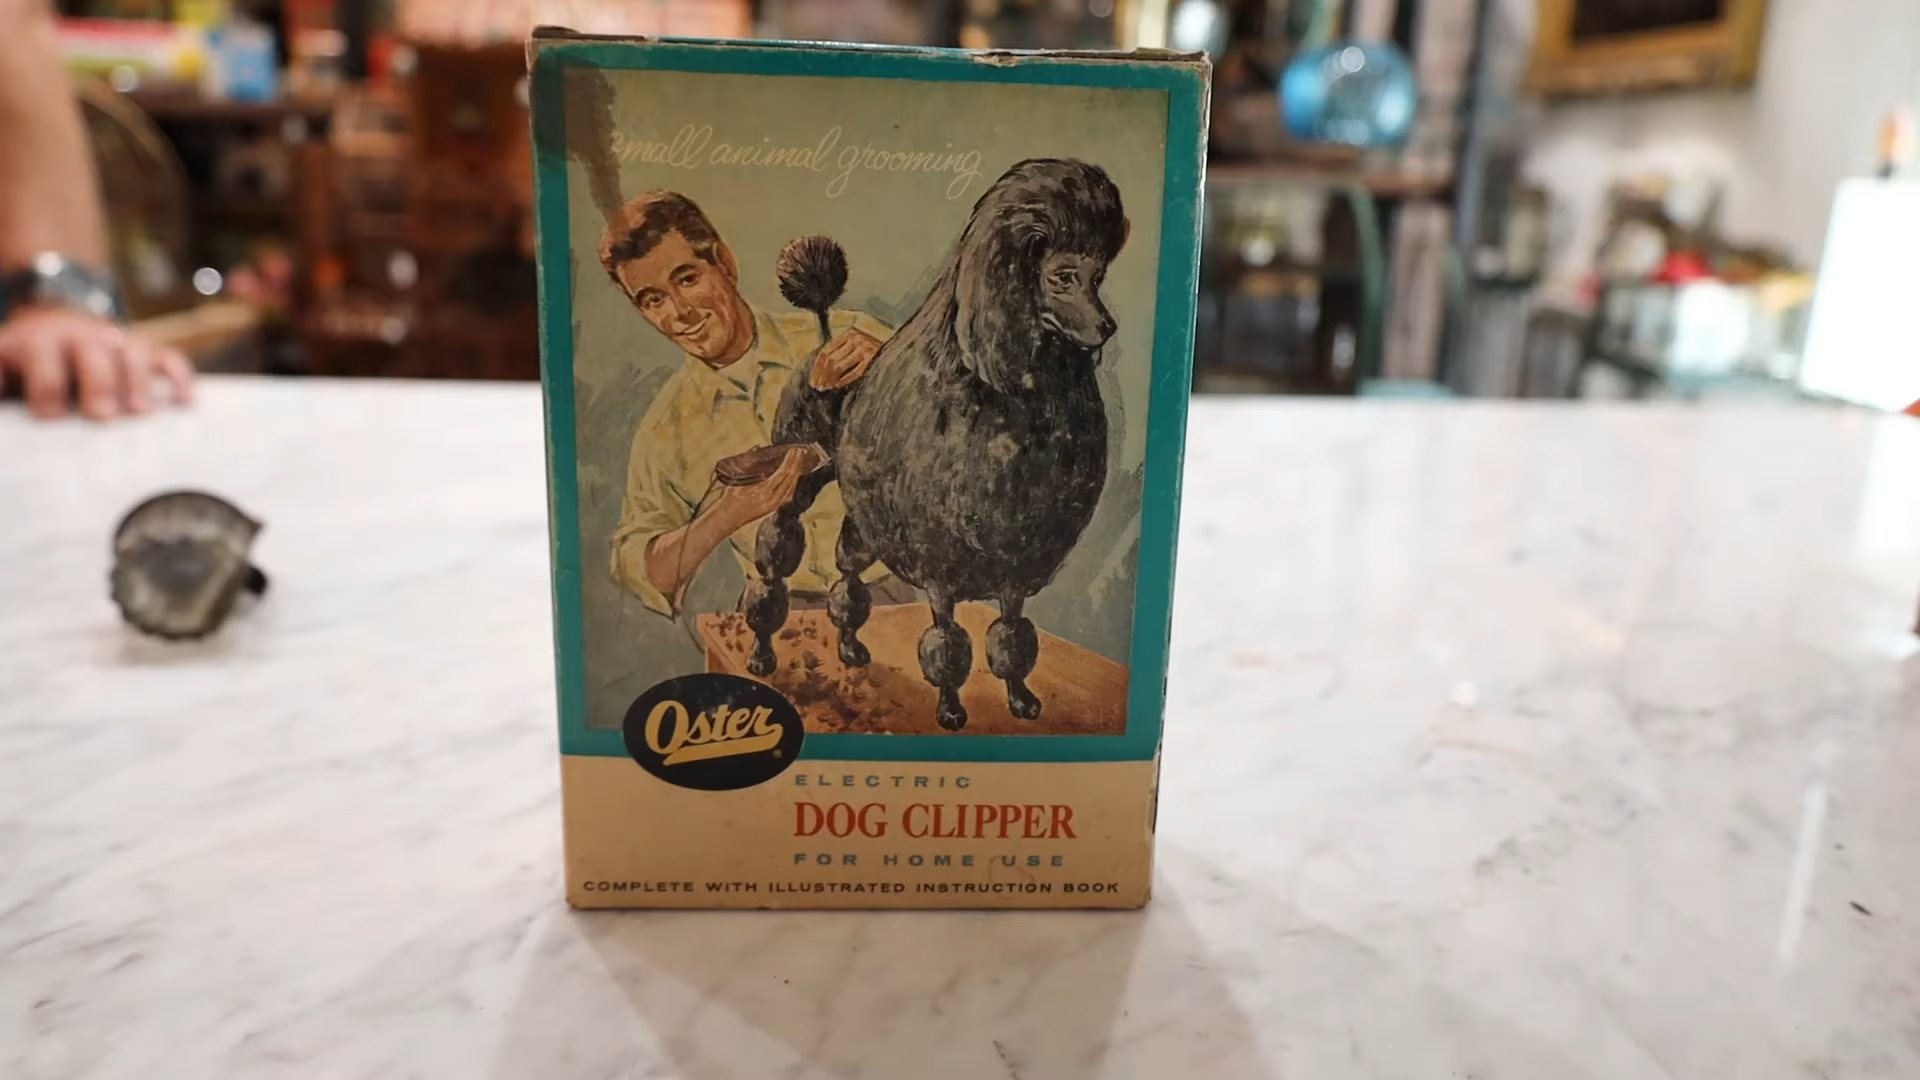 Small animal grooming
Oster
ELECTRIC
DOG CLIPPER
FOR HOME USE
COMPLETE WITH ILLUSTRATED INSTRUCTION BOOK